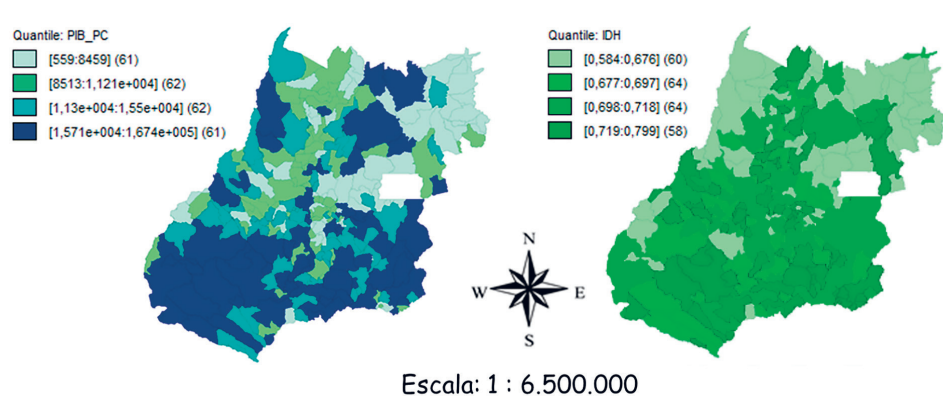 Quantile: PIB_PC
[559:8459] (61)
[8513:1,121e+004] (62)
[1,13e+004:1,55e+004] (62)
[1,571e+004:1,674e+005] (61)
Quantile: IDH
[0,584:0,676] (60)
[0,677:0,697] (64)
[0,698:0,718] (64)
[0,719:0,799] (58)
N
W E
S
Escala: 1 : 6.500.000